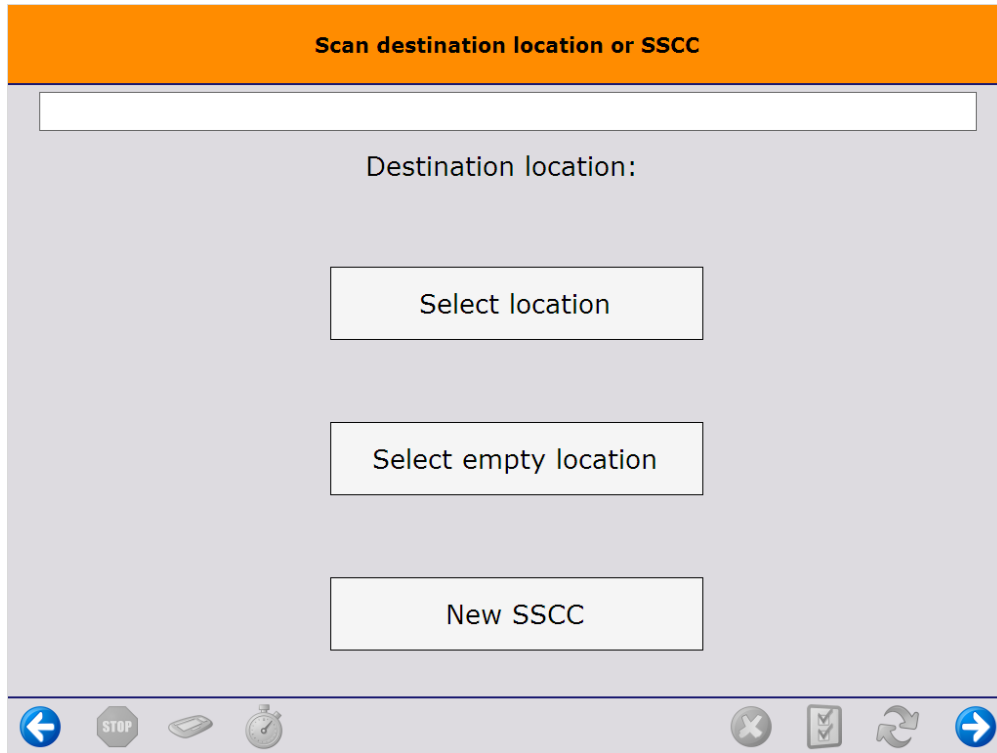 Scan destination location or SSCC
Destination location:
Select location
Select empty location
New SSCC
STOP